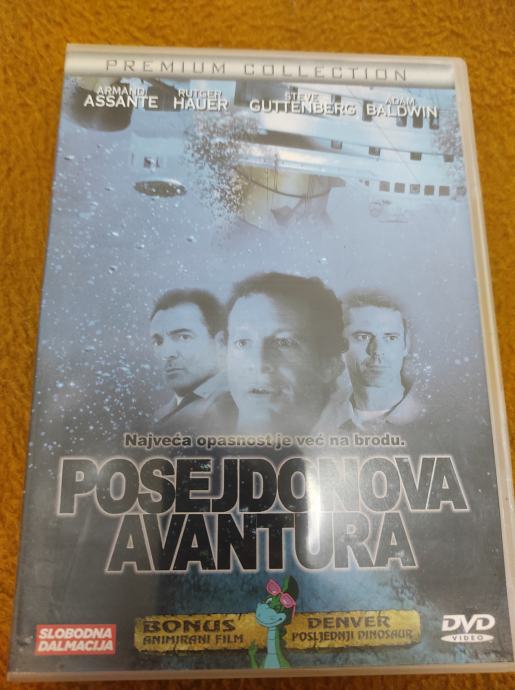 PREMIUM COLLECTION
ARMAND ASSANTE
RUTGER HAUER
STEVE GUTTENBERG
ADAM BALDWIN
Najveća opasnost je već na brodu.
POSEJDONOVA
AVANTURA
BONUS
ANIMIRANI FILM
DENVER
POSLJEDNJI DINOSAUR
SLOBODNA
DALMACIJA
DVD
VIDEO